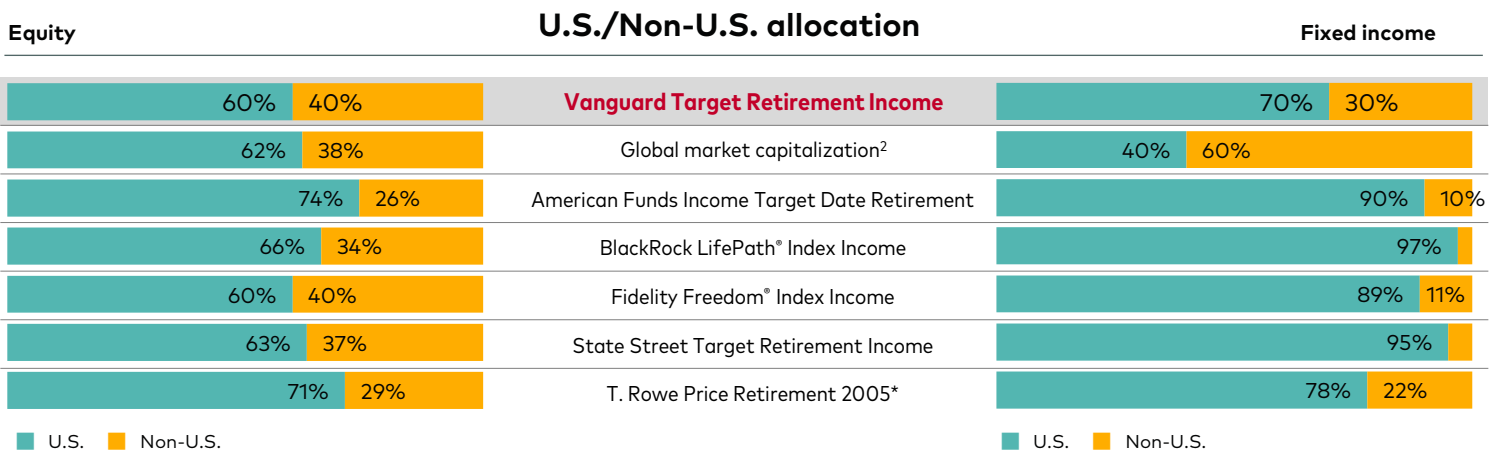 Equity U.S./Non-U.S. allocation Fixed income
60% 40% Vanguard Target Retirement Income 70% 30%
62% 38% Global market capitalization² 40% 60%
74% 26% American Funds Income Target Date Retirement 90% 10%
66% 34% BlackRock LifePath® Index Income 97%
60% 40% Fidelity Freedom® Index Income 89% 11%
63% 37% State Street Target Retirement Income 95%
71% 29% T. Rowe Price Retirement 2005* 78% 22%
U.S. Non-U.S. U.S. Non-U.S.